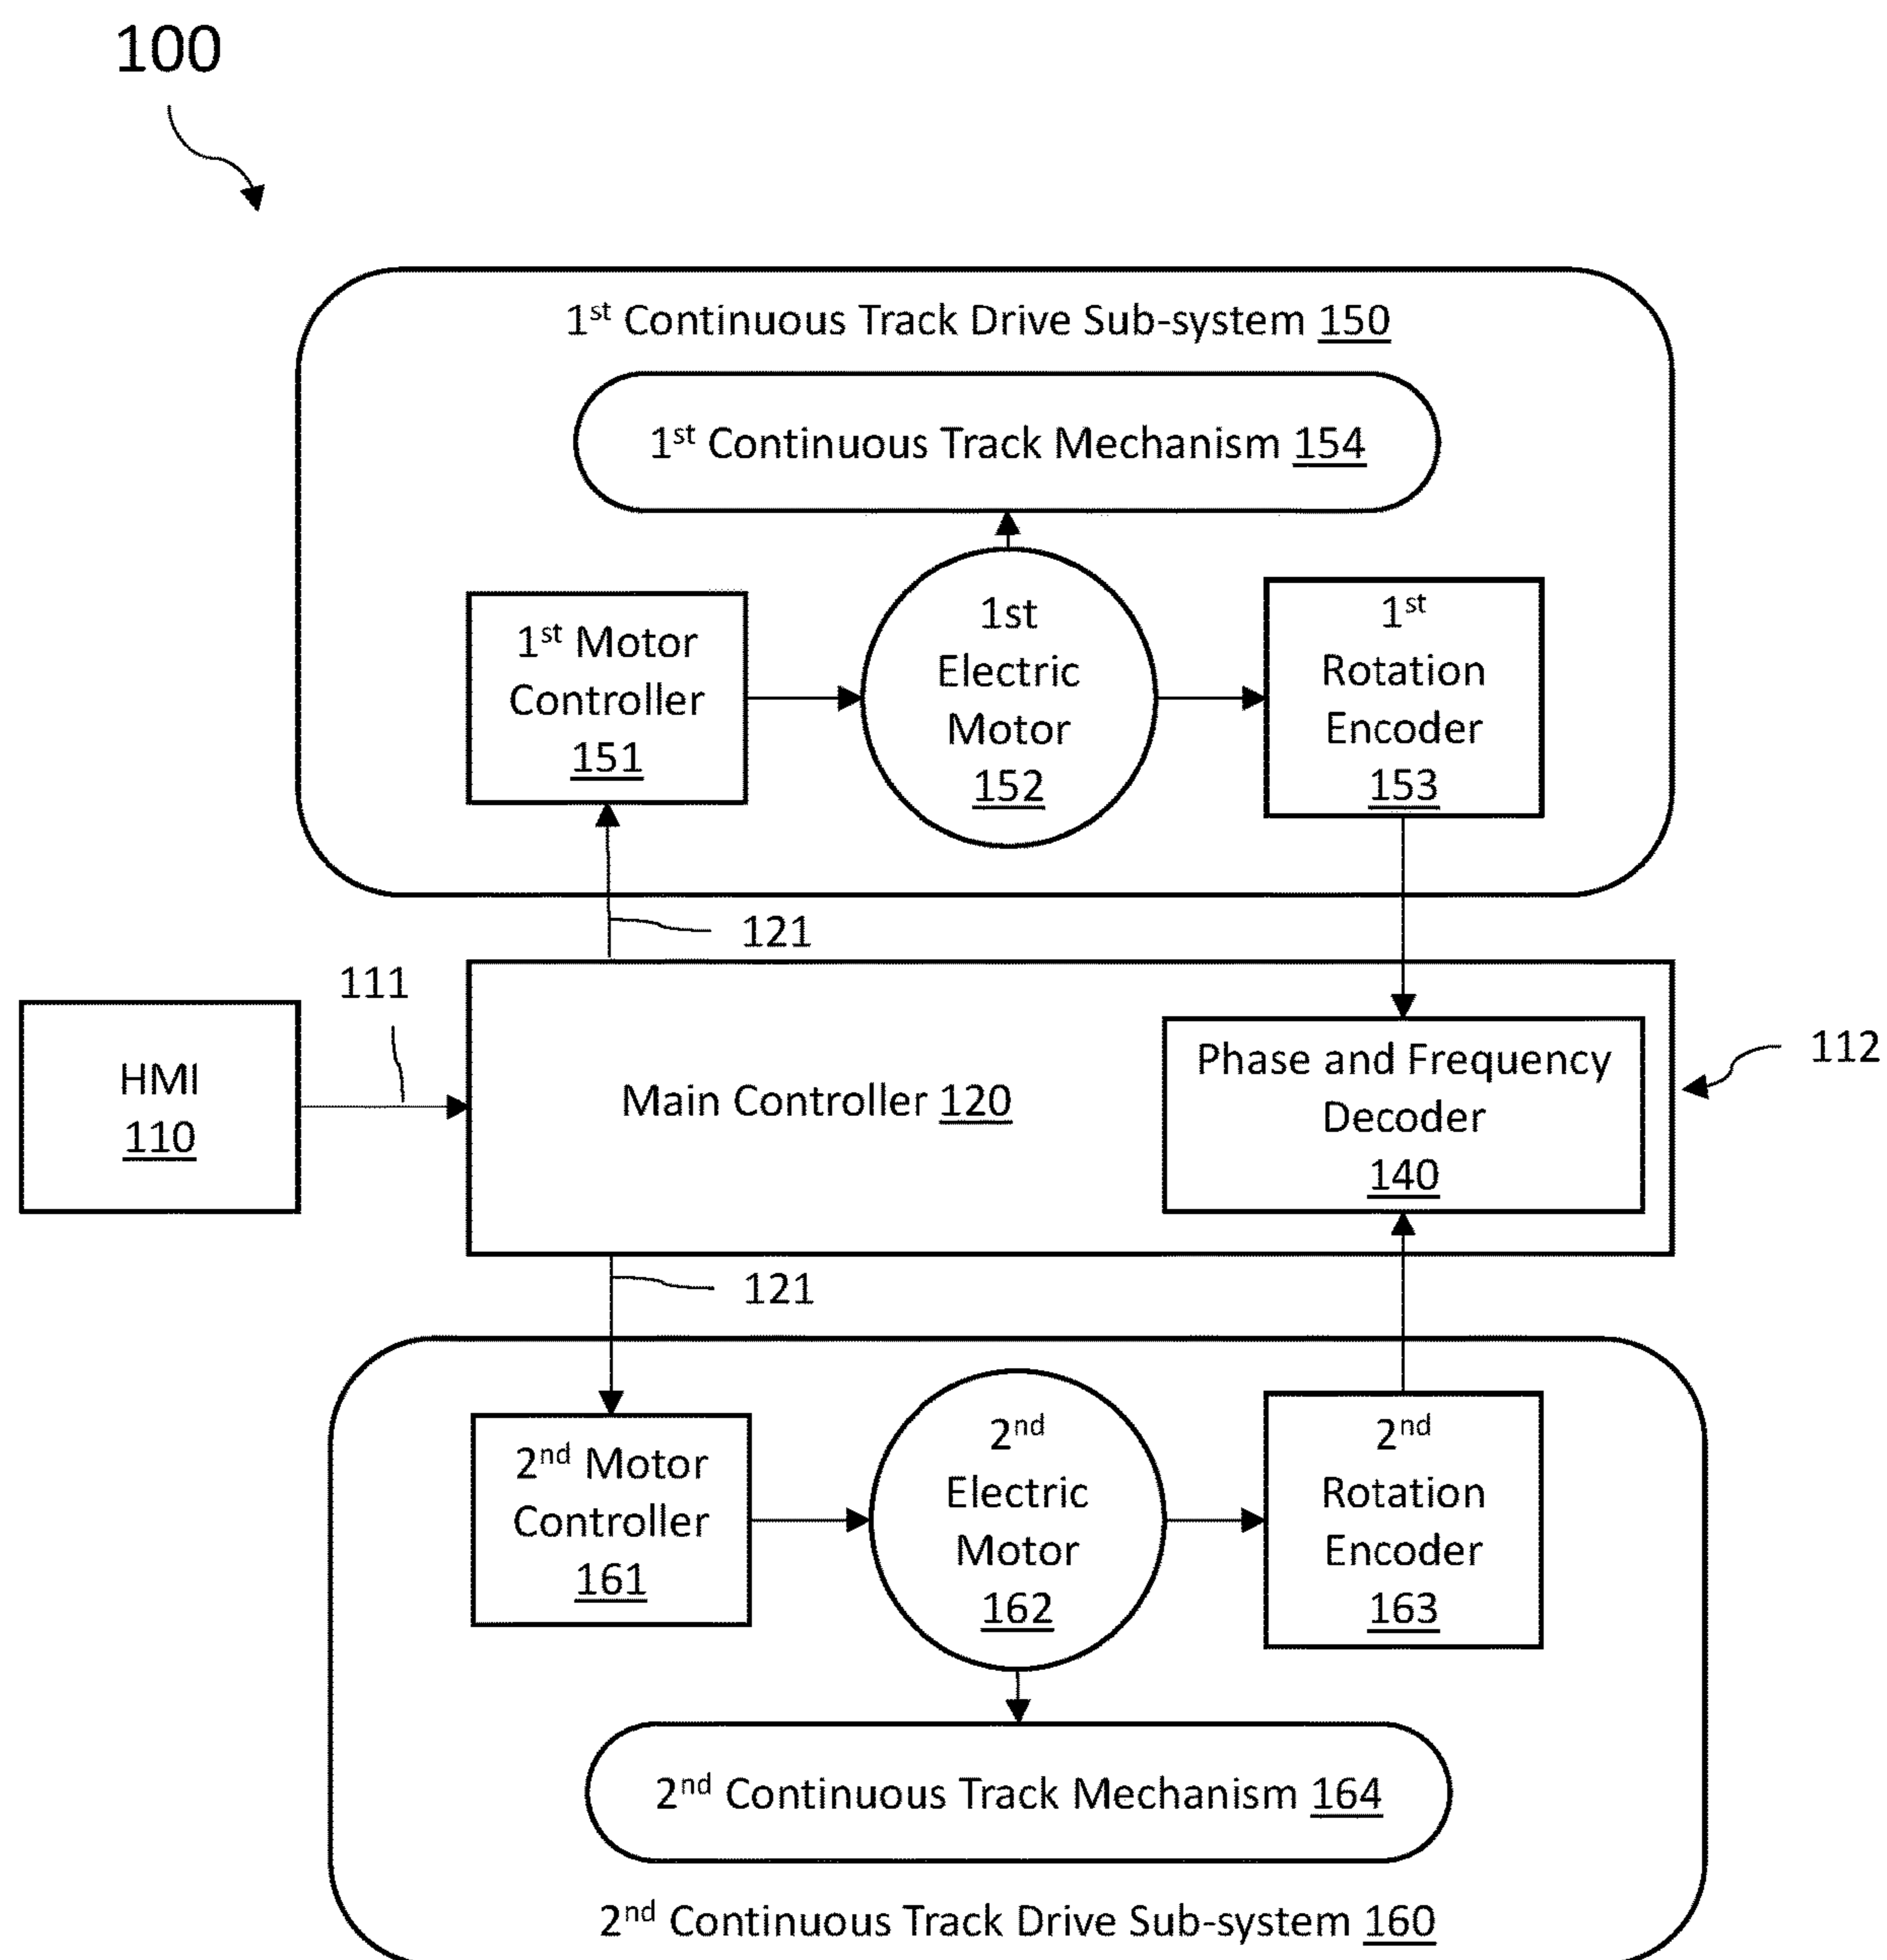 100
1st Continuous Track Drive Sub-system 150
1st Continuous Track Mechanism 154
1st Motor
Controller
151
1st
Electric
Motor
152
1st
Rotation
Encoder
153
121
111
HMI
110
Main Controller 120
Phase and Frequency
Decoder
140
112
121
2nd Motor
Controller
161
2nd
Electric
Motor
162
2nd
Rotation
Encoder
163
2nd Continuous Track Mechanism 164
2nd Continuous Track Drive Sub-system 160